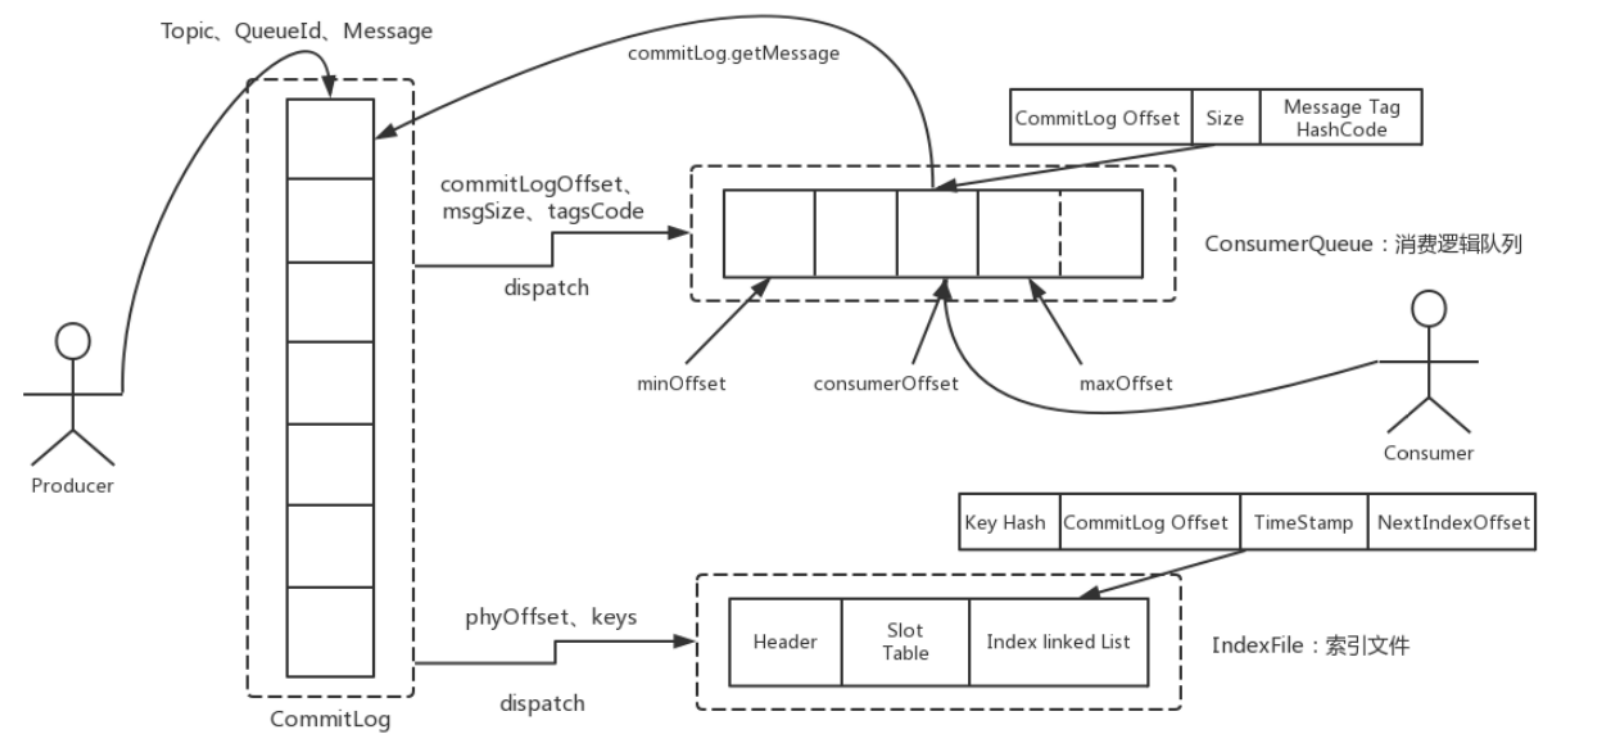 Topic、QueueId、Message
commitLog.getMessage
CommitLog Offset
Size
Message Tag
HashCode
commitLogOffset、
msgSize、tagsCode
dispatch
ConsumerQueue：消费逻辑队列
minOffset
consumerOffset
maxOffset
Producer
Consumer
Key Hash
CommitLog Offset
TimeStamp
NextIndexOffset
phyOffset、keys
dispatch
Header
Slot
Table
Index linked List
IndexFile：索引文件
CommitLog